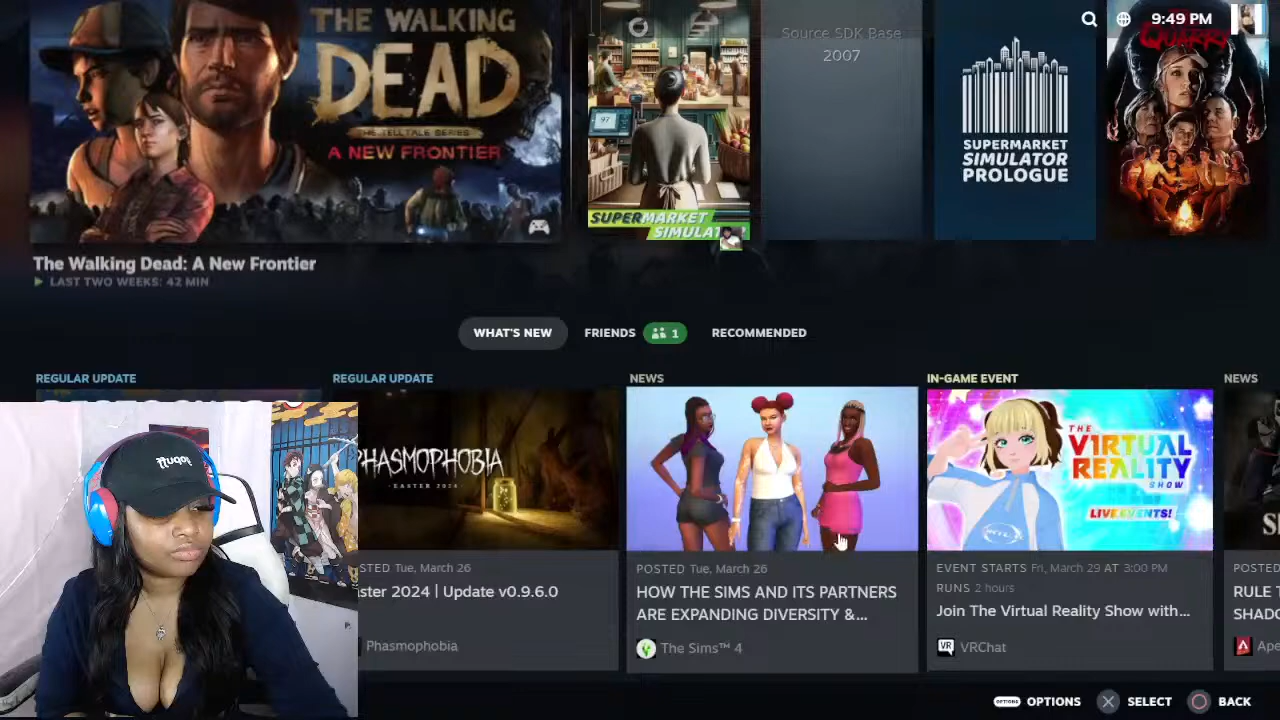 9:49 PM
THE WALKING
DEAD
THE TELLTALE SERIES
A NEW FRONTIER
97
SUPERMARKET
Source SDK Base
2007
SUPERMARKET
SIMULATOR
PROLOGUE
QUARRY
The Walking Dead: A New Frontier
LAST TWO WEEKS: 42 MIN
WHAT'S NEW
FRIENDS 1
RECOMMENDED
REGULAR UPDATE
REGULAR UPDATE
NEWS
IN-GAME EVENT
NEWS
PHASMOPHOBIA
EASTER 2024
THE
VIRTUAL
REALITY
SHOW
LIVE EVENTS!
POSTED Tue, March 26
HOW THE SIMS AND ITS PARTNERS
ARE EXPANDING DIVERSITY &...
The Sims™ 4
EVENT STARTS Fri, March 29 AT 3:00 PM
RUNS 2 hours
Join The Virtual Reality Show with...
VR VRChat
STED Tue, March 26
ster 2024 | Update v0.9.6.0
Phasmophobia
POSTED
RULE T
SHADO
Ape
OPTIONS OPTIONS
SELECT
BACK